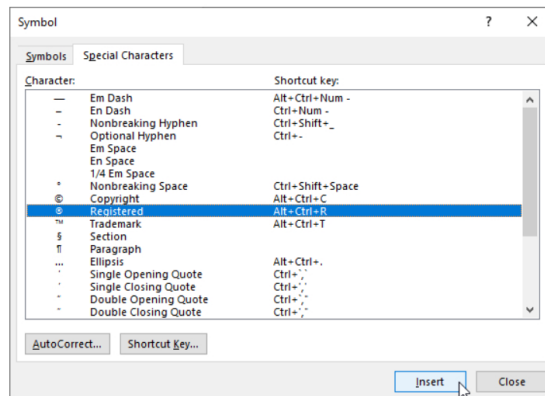 Symbol ? ×
Symbols Special Characters
Character: Shortcut key:
— Em Dash Alt+Ctrl+Num -
– En Dash Ctrl+Num -
- Nonbreaking Hyphen Ctrl+Shift+_
¬ Optional Hyphen Ctrl+-
Em Space
En Space
1/4 Em Space
° Nonbreaking Space Ctrl+Shift+Space
© Copyright Alt+Ctrl+C
® Registered Alt+Ctrl+R
™ Trademark Alt+Ctrl+T
§ Section
¶ Paragraph
... Ellipsis Alt+Ctrl+.
Single Opening Quote Ctrl+`,`
Single Closing Quote Ctrl+','
Double Opening Quote Ctrl+`,"
Double Closing Quote Ctrl+',"
AutoCorrect... Shortcut Key...
Insert Close